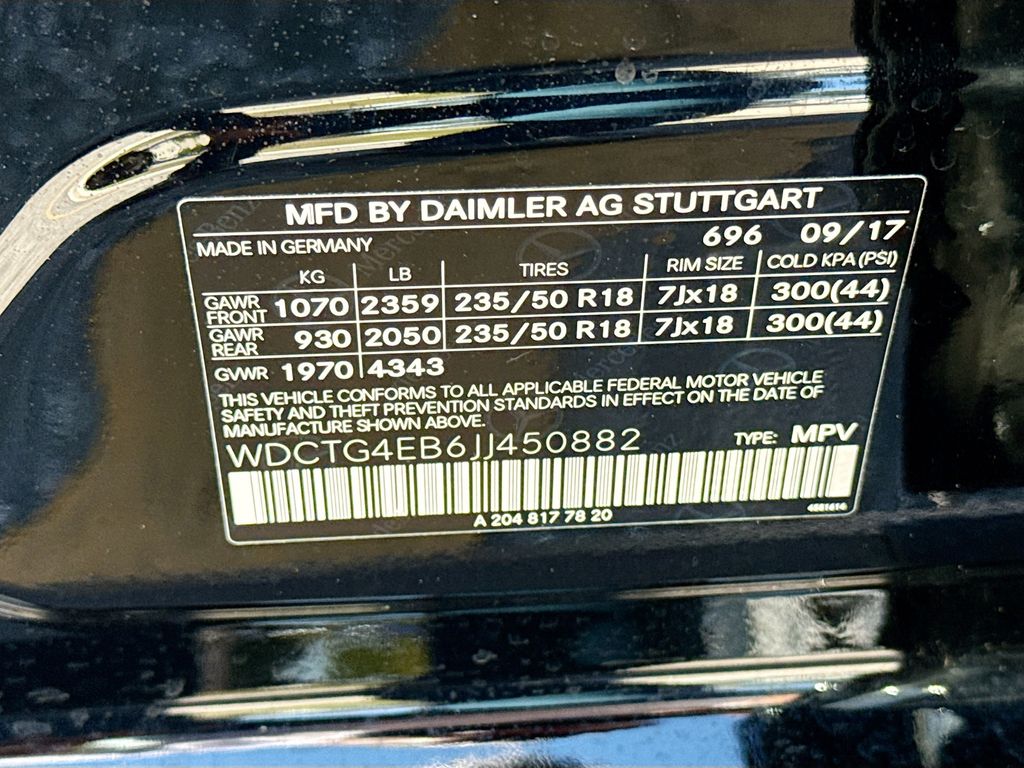 MFD BY DAIMLER AG STUTTGART
MADE IN GERMANY 696 09/17
KG LB TIRES RIM SIZE COLD KPA (PSI)
GAWR FRONT 1070 2359 235/50 R18 7Jx18 300(44)
GAWR REAR 930 2050 235/50 R18 7Jx18 300(44)
GVWR 1970 4343
THIS VEHICLE CONFORMS TO ALL APPLICABLE FEDERAL MOTOR VEHICLE
SAFETY AND THEFT PREVENTION STANDARDS IN EFFECT ON THE DATE OF
MANUFACTURE SHOWN ABOVE.
WDCTG4EB6JJ450882 TYPE: MPV
A 204 817 78 20